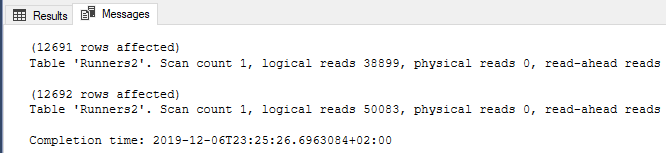 Results Messages
(12691 rows affected)
Table 'Runners2'. Scan count 1, logical reads 38899, physical reads 0, read-ahead reads
(12692 rows affected)
Table 'Runners2'. Scan count 1, logical reads 50083, physical reads 0, read-ahead reads
Completion time: 2019-12-06T23:25:26.6963084+02:00